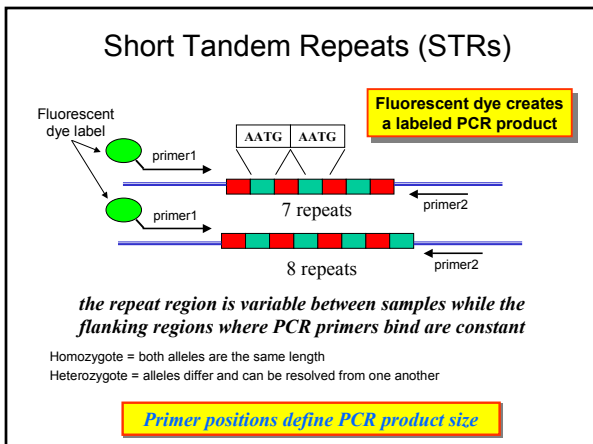 Short Tandem Repeats (STRs)
Fluorescent dye creates
a labeled PCR product
Fluorescent
dye label
AATG AATG
primer1
primer2
7 repeats
primer1
primer2
8 repeats
the repeat region is variable between samples while the
flanking regions where PCR primers bind are constant
Homozygote = both alleles are the same length
Heterozygote = alleles differ and can be resolved from one another
Primer positions define PCR product size